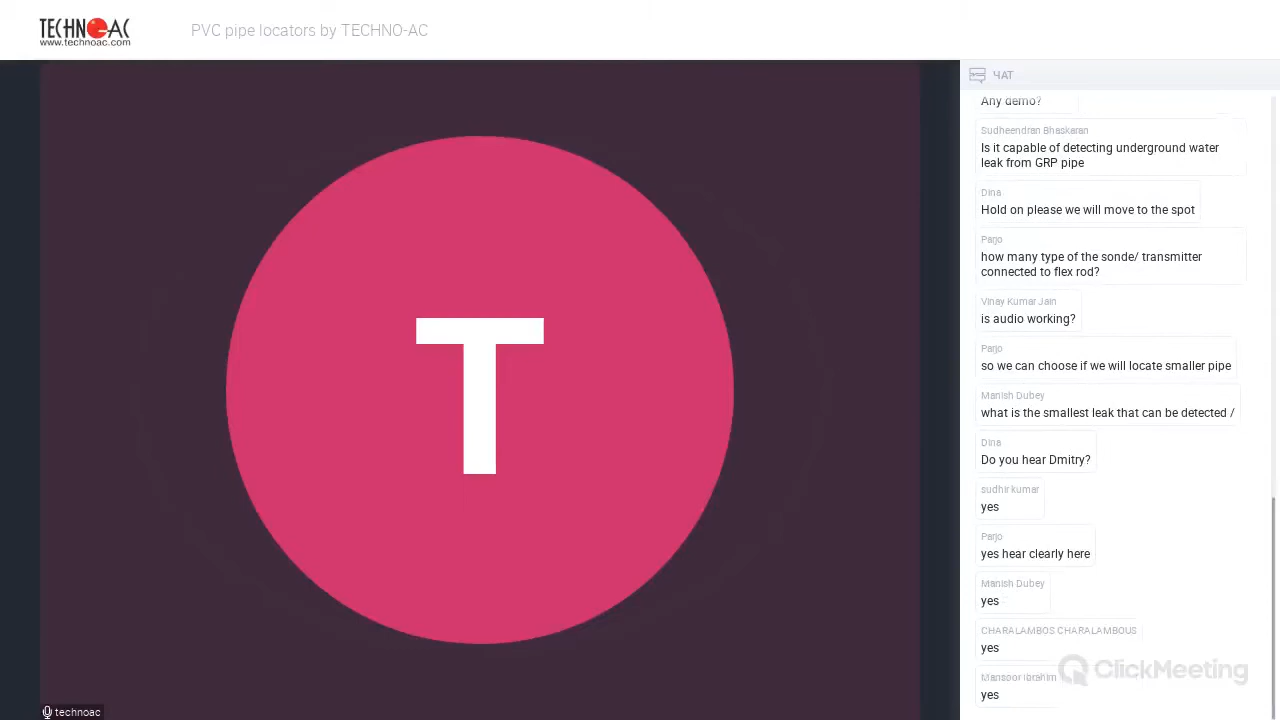 TECHNOAC
www.technoac.com
PVC pipe locators by TECHNO-AC
T
technoac
ЧАТ
Any demo?
Sudheendran Bhaskaran
Is it capable of detecting underground water
leak from GRP pipe
Dina
Hold on please we will move to the spot
Parjo
how many type of the sonde/ transmitter
connected to flex rod?
Vinay Kumar Jain
is audio working?
Parjo
so we can choose if we will locate smaller pipe
Manish Dubey
what is the smallest leak that can be detected /
Dina
Do you hear Dmitry?
sudhir kumar
yes
Parjo
yes hear clearly here
Manish Dubey
yes
CHARALAMBOS CHARALAMBOUS
yes
Mansoor Ibrahim
yes
ClickMeeting